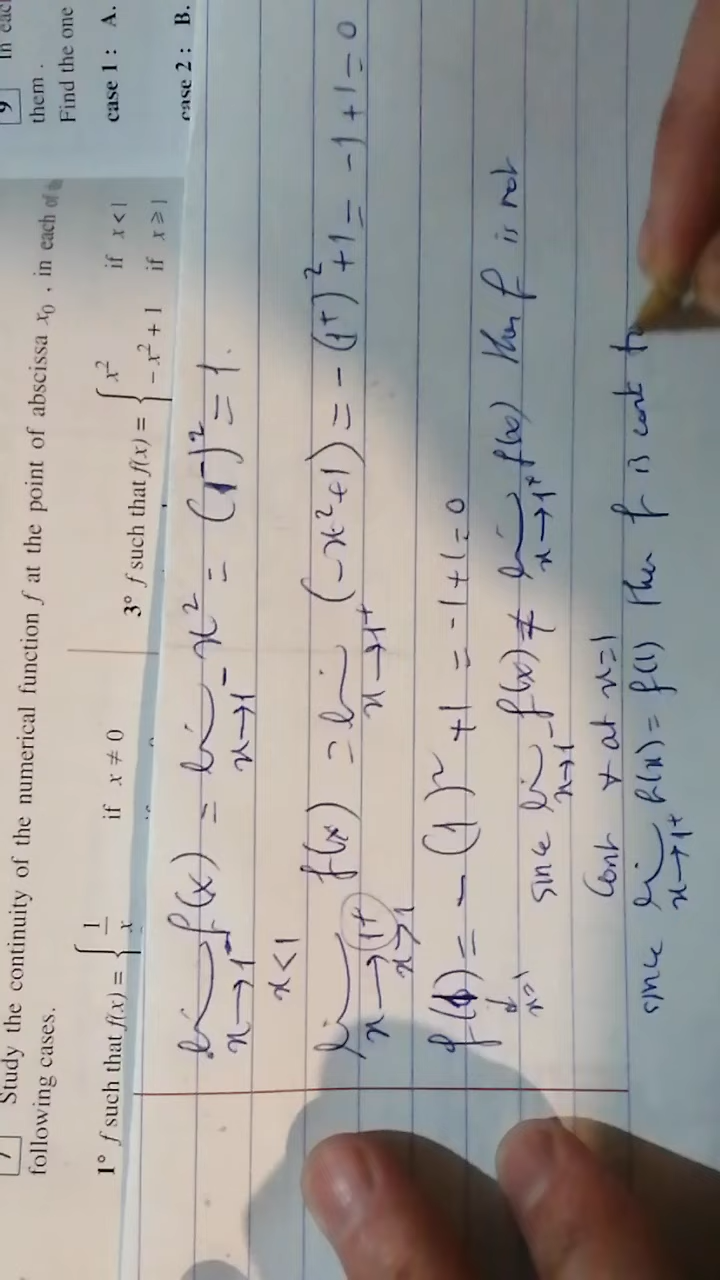 7 Study the continuity of the numerical function f at the point of abscissa x₀ , in each of
following cases.
1° f such that f(x) = { 1/x if x ≠ 0
3° f such that f(x) = { x² if x < 1
− x² + 1 if x ⩾ 1
9 In each
them .
Find the one
case 1 : A.
case 2 : B.
lim f(x) = lim x² = (1⁻)² = 1.
x→1⁻ x→1⁻
x<1
lim f(x) = lim (−x²+1) = −(1⁺)²+1 = −1+1=0
x→1⁺ x→1⁺
x>1
f(1) = −(1)²+1 = −1+1=0
x=1
since lim f(x) ≠ lim f(x) then f is not
x→1⁻ x→1⁺
Cont at x=1
since lim f(x) = f(1) then f is cont
x→1⁺